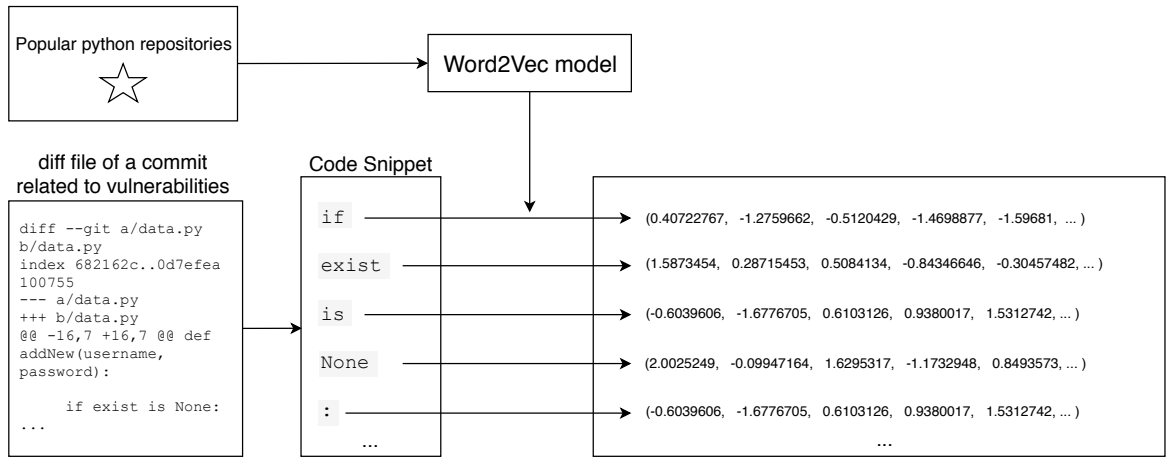 Popular python repositories
Word2Vec model
diff file of a commit
related to vulnerabilities
diff --git a/data.py
b/data.py
index 682162c..0d7efea
100755
--- a/data.py
+++ b/data.py
@@ -16,7 +16,7 @@ def
addNew(username,
password):
if exist is None:
...
Code Snippet
if
exist
is
None
:
...
(0.40722767, -1.2759662, -0.5120429, -1.4698877, -1.59681, ... )
(1.5873454, 0.28715453, 0.5084134, -0.84346646, -0.30457482, ... )
(-0.6039606, -1.6776705, 0.6103126, 0.9380017, 1.5312742, ... )
(2.0025249, -0.09947164, 1.6295317, -1.1732948, 0.8493573, ... )
(-0.6039606, -1.6776705, 0.6103126, 0.9380017, 1.5312742, ... )
...